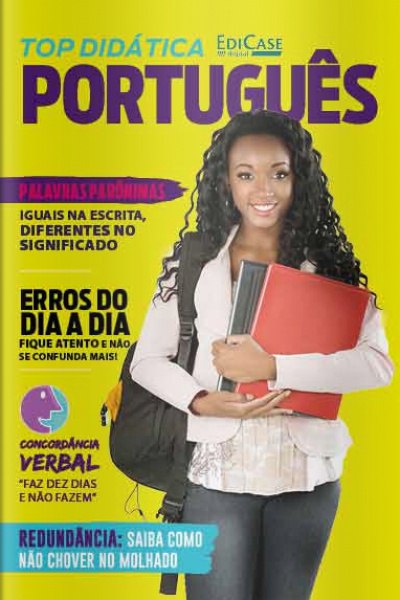 TOP DIDÁTICA
EDICASE
digital
PORTUGUÊS
PALAVRAS PARÔNIMAS
IGUAIS NA ESCRITA,
DIFERENTES NO
SIGNIFICADO
ERROS DO
DIA A DIA
FIQUE ATENTO E NÃO
SE CONFUNDA MAIS!
CONCORDÂNCIA
VERBAL
"FAZ DEZ DIAS
E NÃO FAZEM"
REDUNDÂNCIA: SAIBA COMO
NÃO CHOVER NO MOLHADO